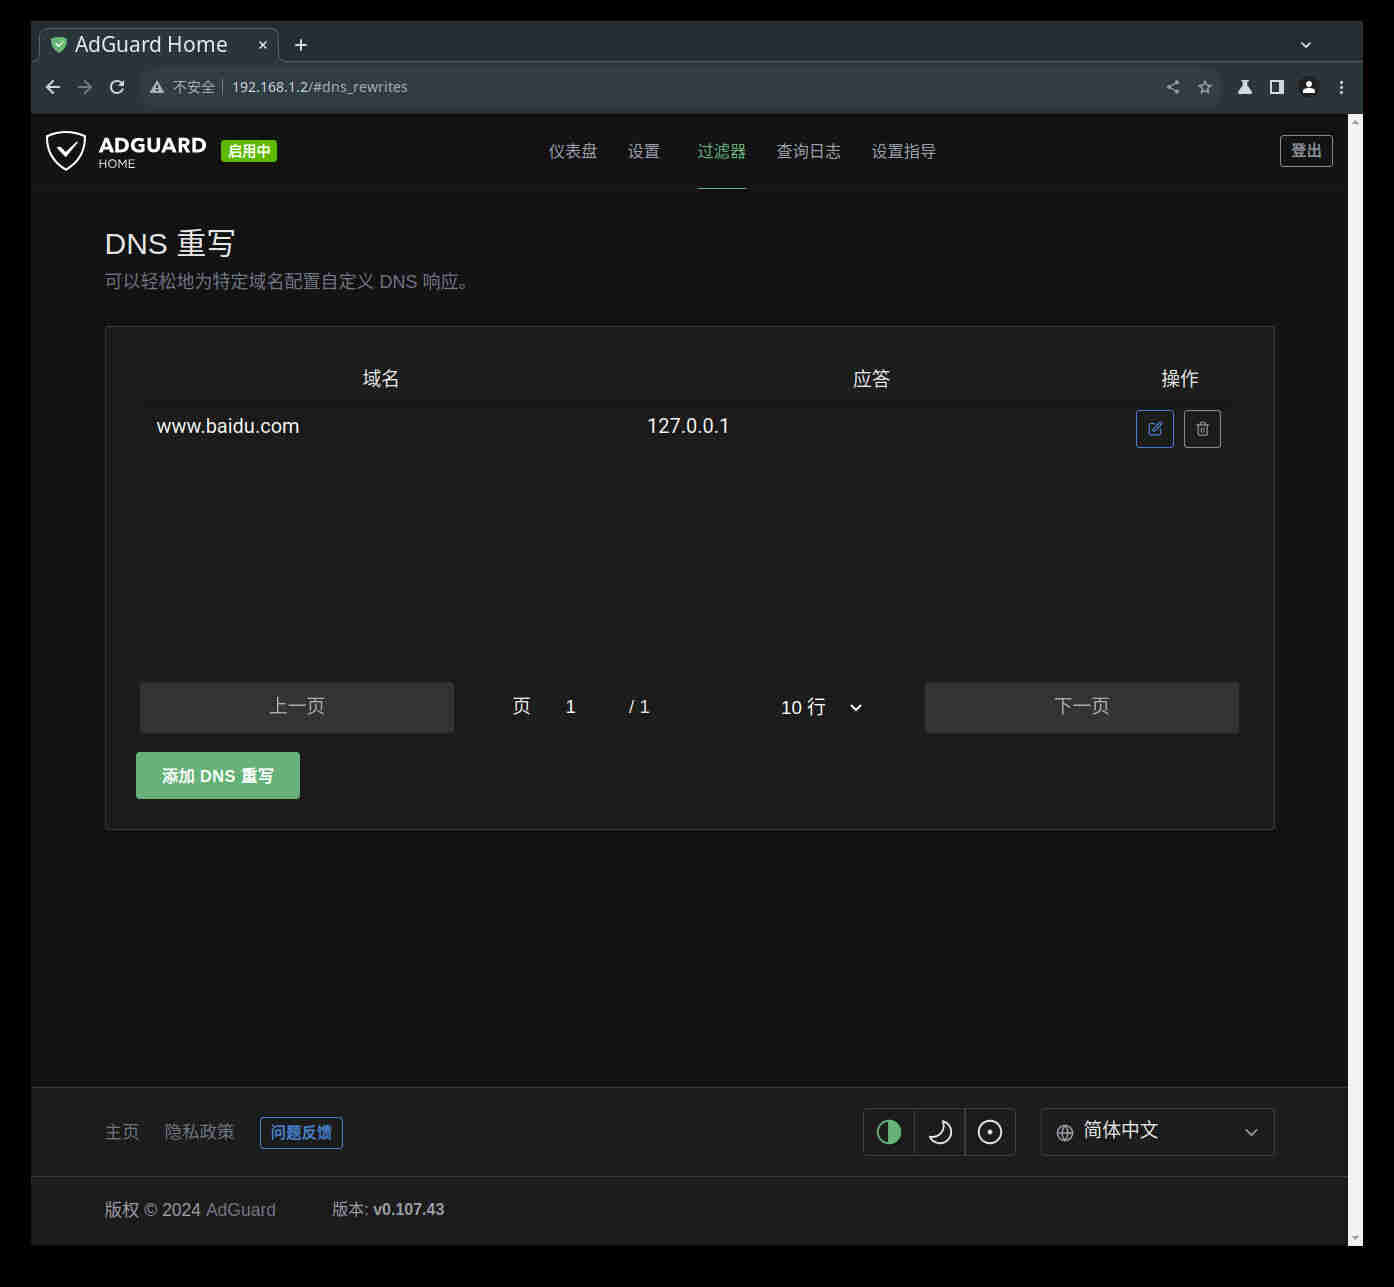 AdGuard Home
不安全 192.168.1.2/#dns_rewrites
ADGUARD HOME 启用中 仪表盘 设置 过滤器 查询日志 设置指导 登出
DNS 重写
可以轻松地为特定域名配置自定义 DNS 响应。
域名 应答 操作
www.baidu.com 127.0.0.1
上一页 页 1 / 1 10 行 下一页
添加 DNS 重写
主页 隐私政策 问题反馈 简体中文
版权 © 2024 AdGuard 版本: v0.107.43